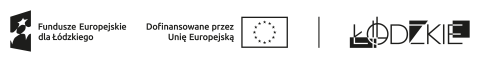 Fundusze Europejskie
dla Łódzkiego
Dofinansowane przez
Unię Europejską
ŁÓDZKIE